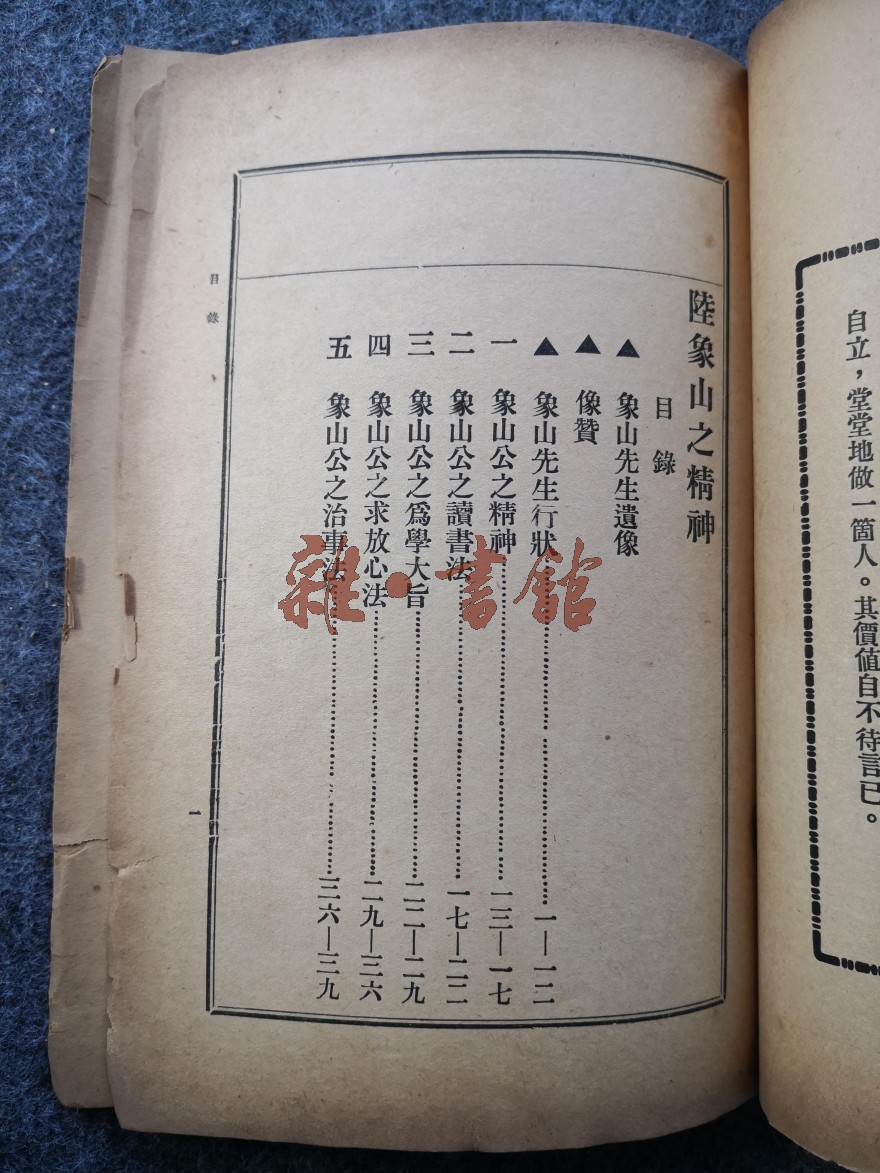 自立，堂堂地做一箇人。其價值自不待言已。
陸象山之精神
目錄
▲ 象山先生遺像
▲ 像贊
▲ 象山先生行狀……一—一二
一 象山公之精神……一三—一七
二 象山公之讀書法……一七—二二
三 象山公之爲學大旨……二二—二九
四 象山公之求放心法……二九—三六
五 象山公之治事法……三六—三九
目錄
一
雜·書館